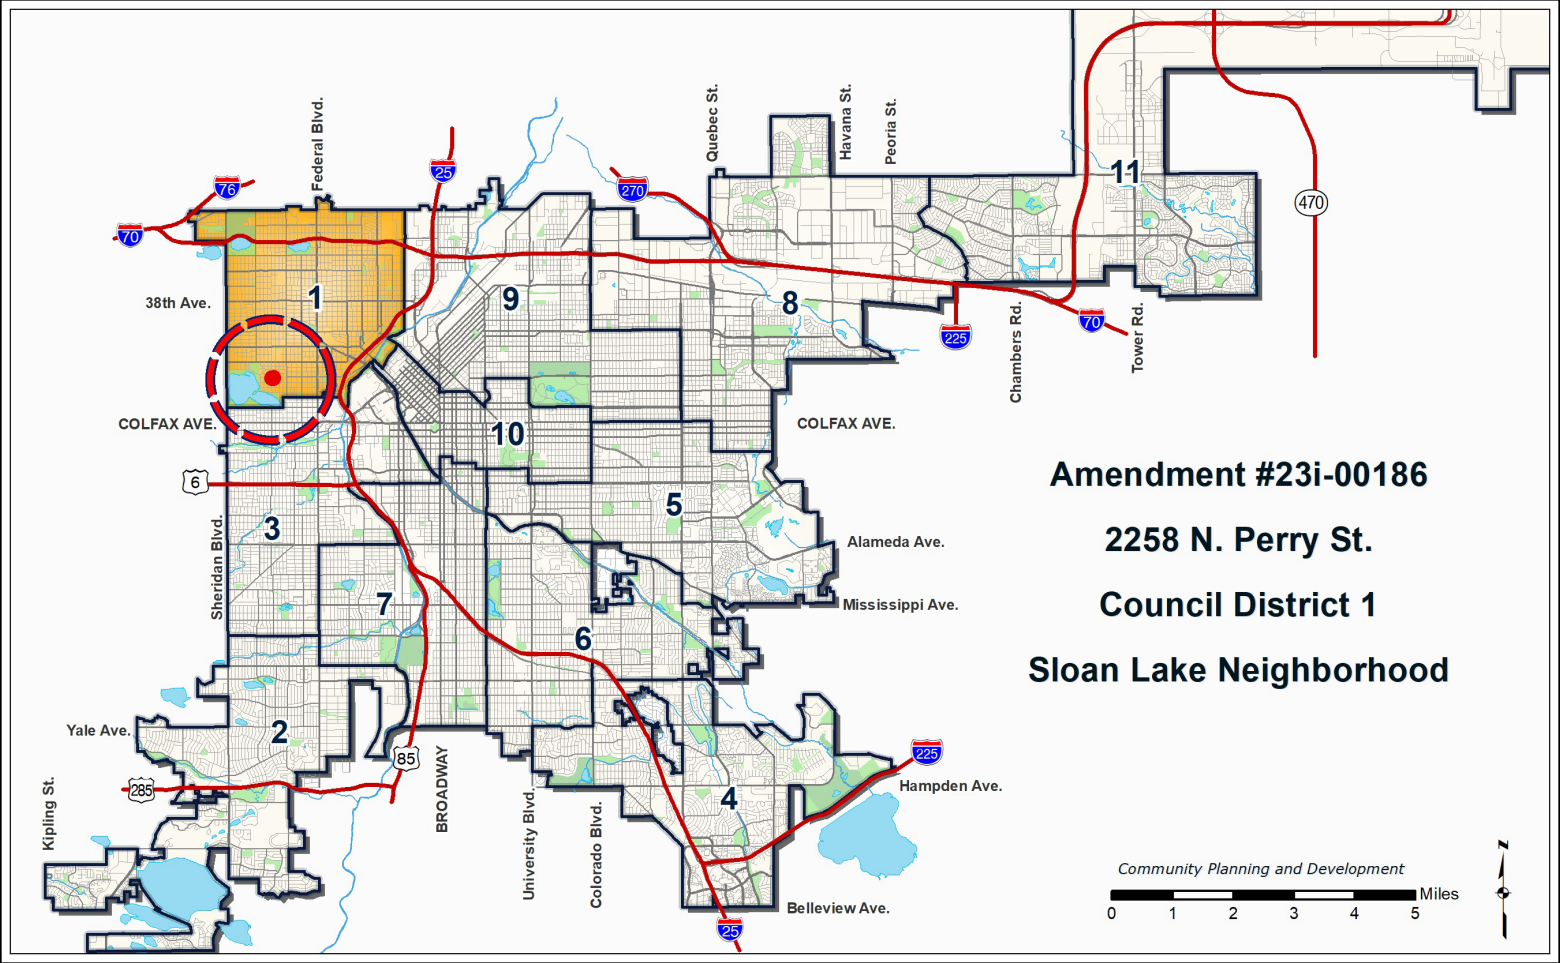 Federal Blvd.
Quebec St.
Havana St.
Peoria St.
76
25
270
70
11
470
38th Ave.
1
9
8
225
70
Chambers Rd.
Tower Rd.
COLFAX AVE.
10
COLFAX AVE.
6
Sheridan Blvd.
3
5
Alameda Ave.
7
Mississippi Ave.
6
2
Yale Ave.
85
BROADWAY
225
285
Kipling St.
University Blvd.
Colorado Blvd.
4
Hampden Ave.
Belleview Ave.
25
Amendment #23i-00186
2258 N. Perry St.
Council District 1
Sloan Lake Neighborhood
Community Planning and Development
Miles
0 1 2 3 4 5
Z